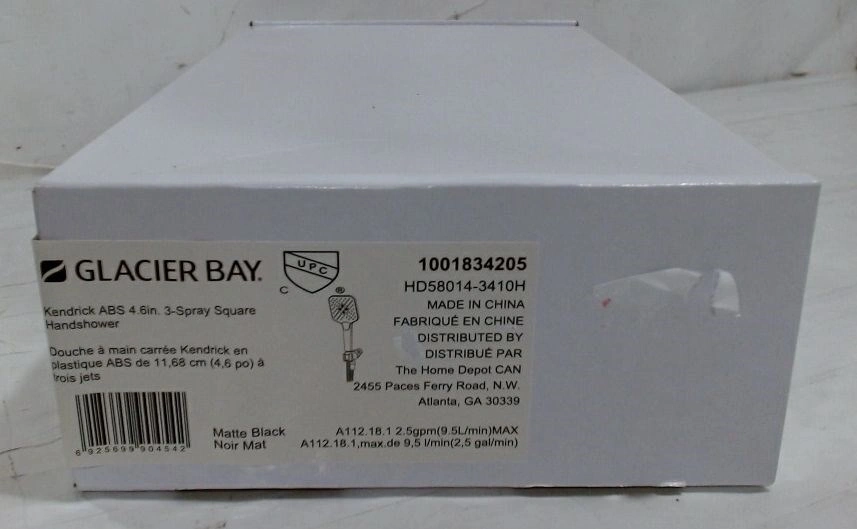 GLACIER BAY.
UPC
C ®
Kendrick ABS 4.6in. 3-Spray Square
Handshower
Douche à main carrée Kendrick en
plastique ABS de 11,68 cm (4,6 po) à
trois jets
6 925699 904542
Matte Black
Noir Mat
1001834205
HD58014-3410H
MADE IN CHINA
FABRIQUÉ EN CHINE
DISTRIBUTED BY
DISTRIBUÉ PAR
The Home Depot CAN
2455 Paces Ferry Road, N.W.
Atlanta, GA 30339
A112.18.1 2.5gpm(9.5L/min)MAX
A112.18.1,max.de 9,5 l/min(2,5 gal/min)